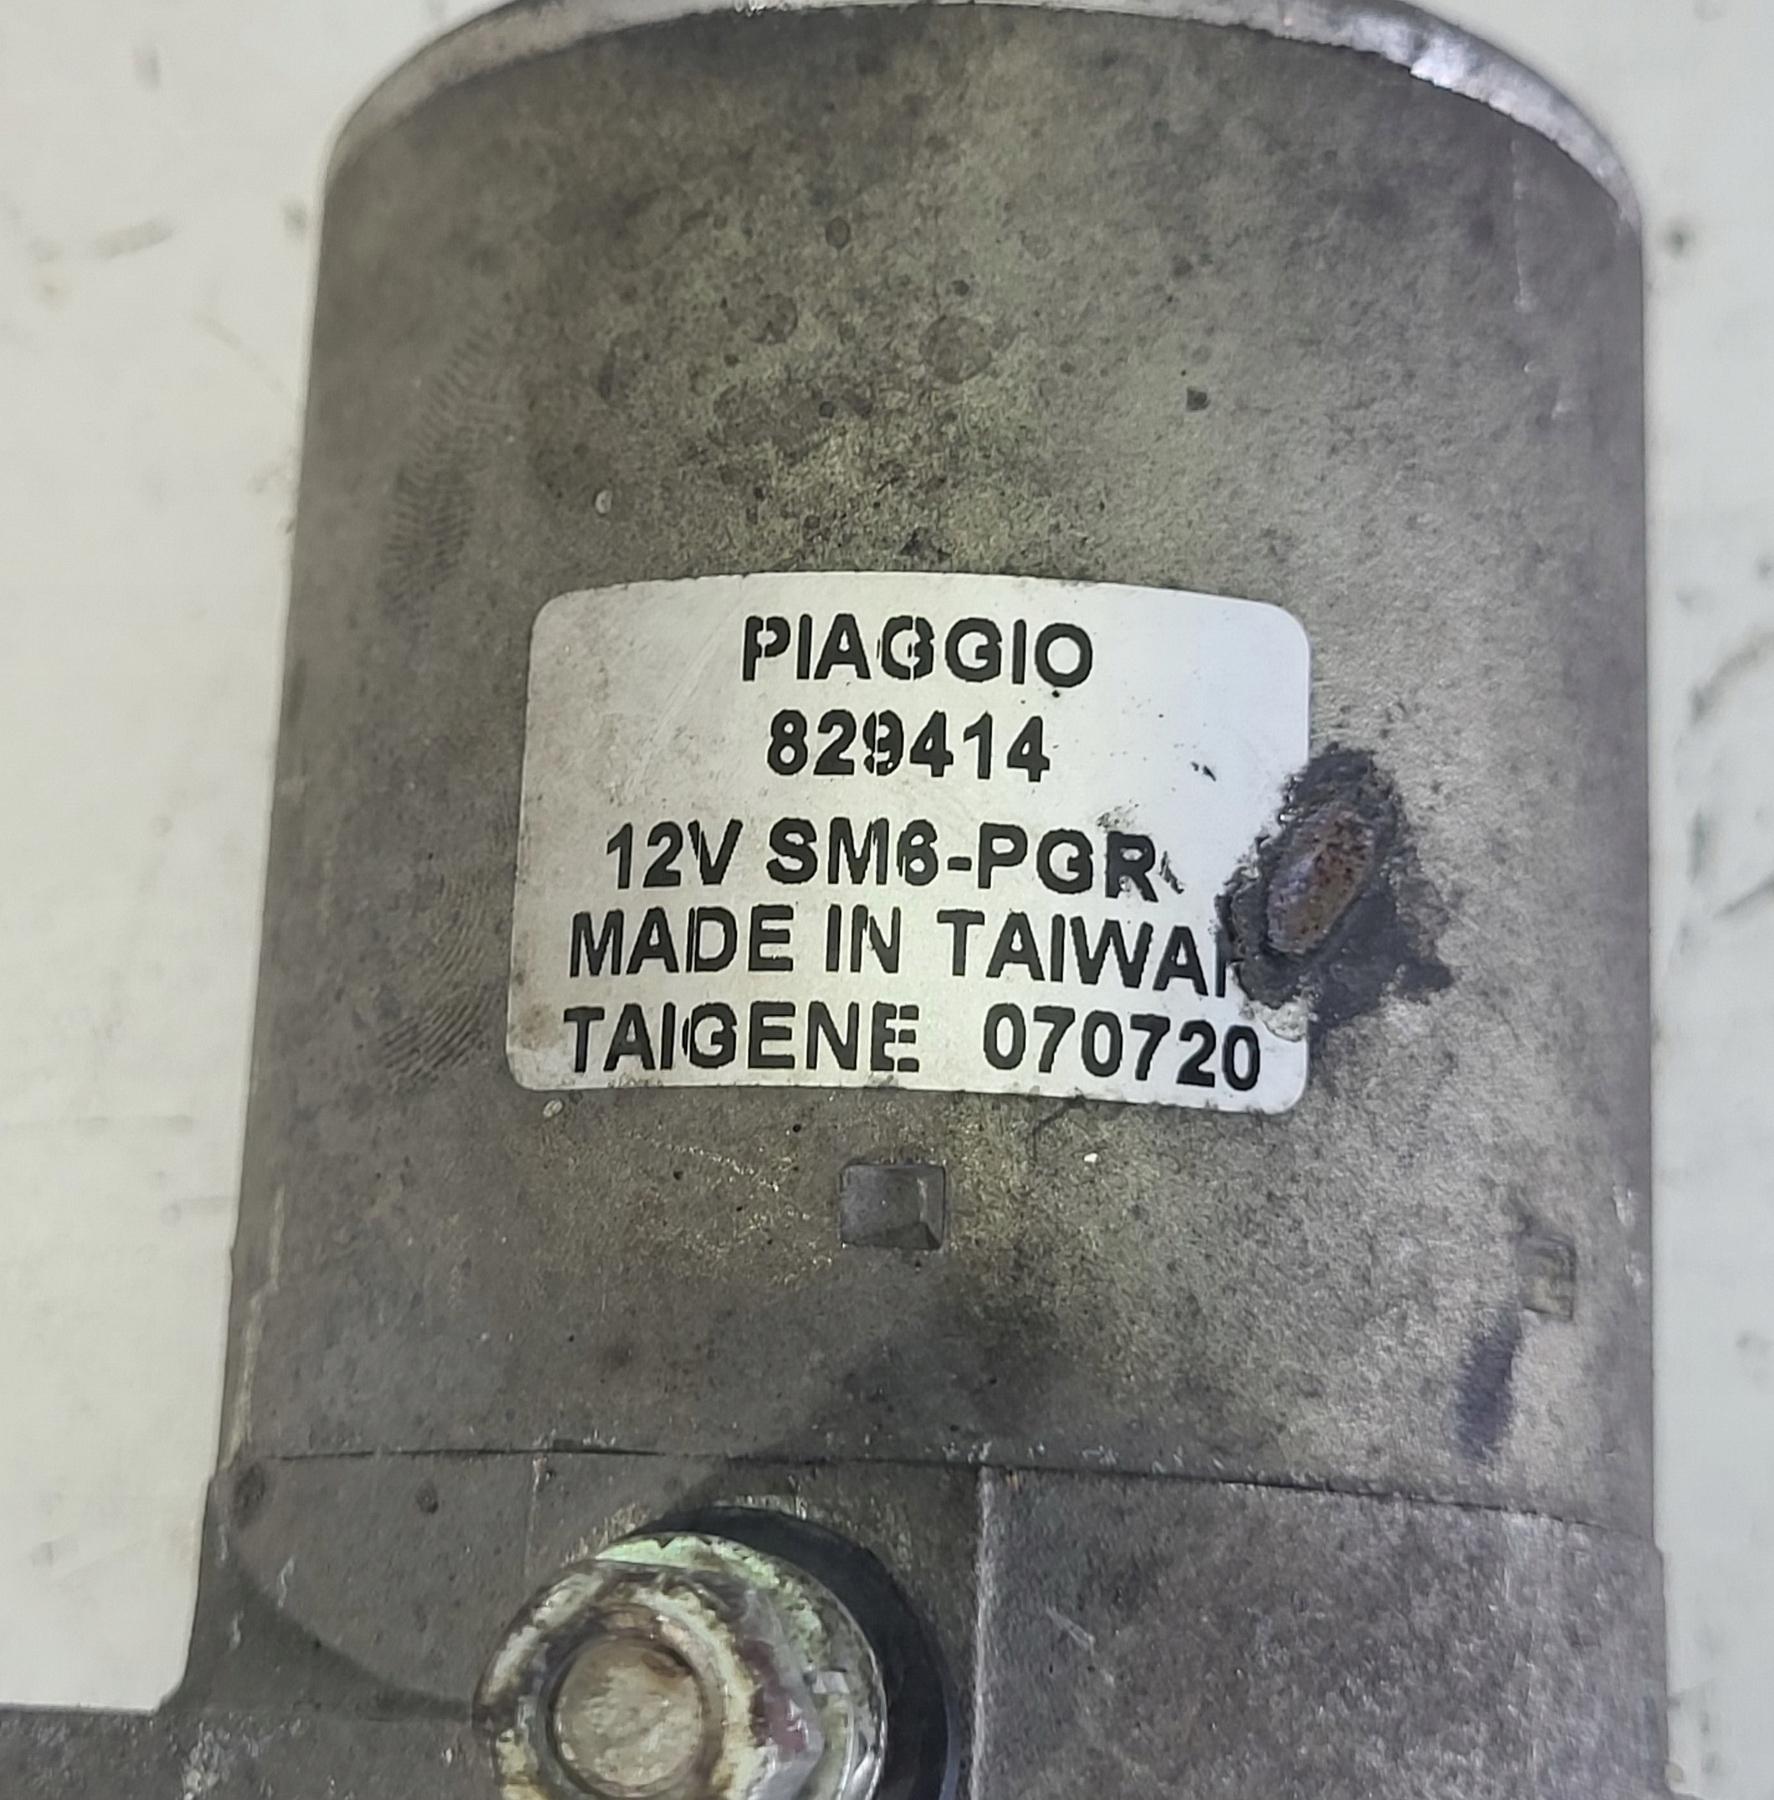 PIAGGIO
829414
12V SM6-PGR
MADE IN TAIWAN
TAIGENE 070720